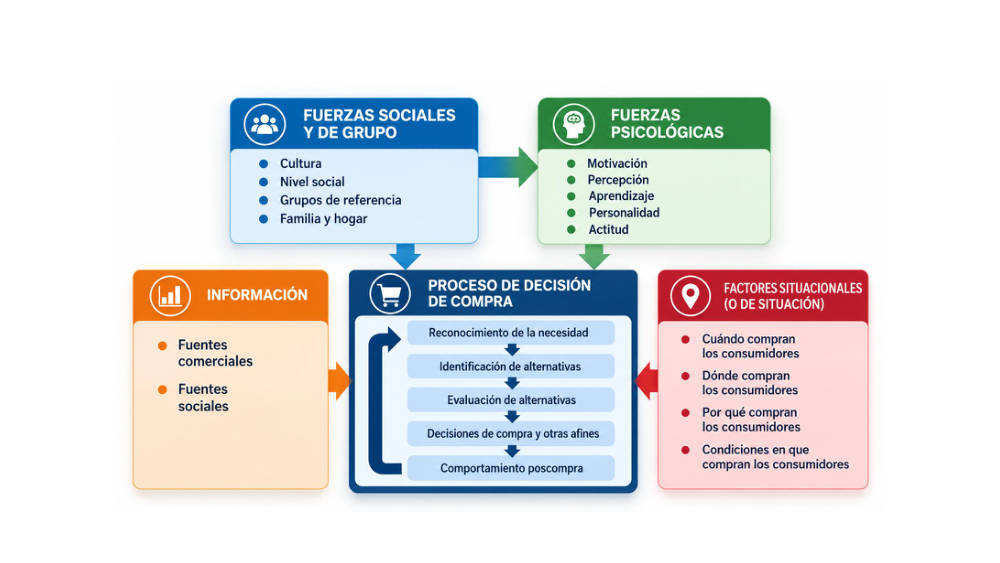 FUERZAS SOCIALES
Y DE GRUPO
Cultura
Nivel social
Grupos de referencia
Familia y hogar
FUERZAS
PSICOLÓGICAS
Motivación
Percepción
Aprendizaje
Personalidad
Actitud
INFORMACIÓN
Fuentes
comerciales
Fuentes
sociales
PROCESO DE DECISIÓN
DE COMPRA
Reconocimiento de la necesidad
Identificación de alternativas
Evaluación de alternativas
Decisiones de compra y otras afines
Comportamiento poscompra
FACTORES SITUACIONALES
(O DE SITUACIÓN)
Cuándo compran
los consumidores
Dónde compran
los consumidores
Por qué compran
los consumidores
Condiciones en que
compran los consumidores